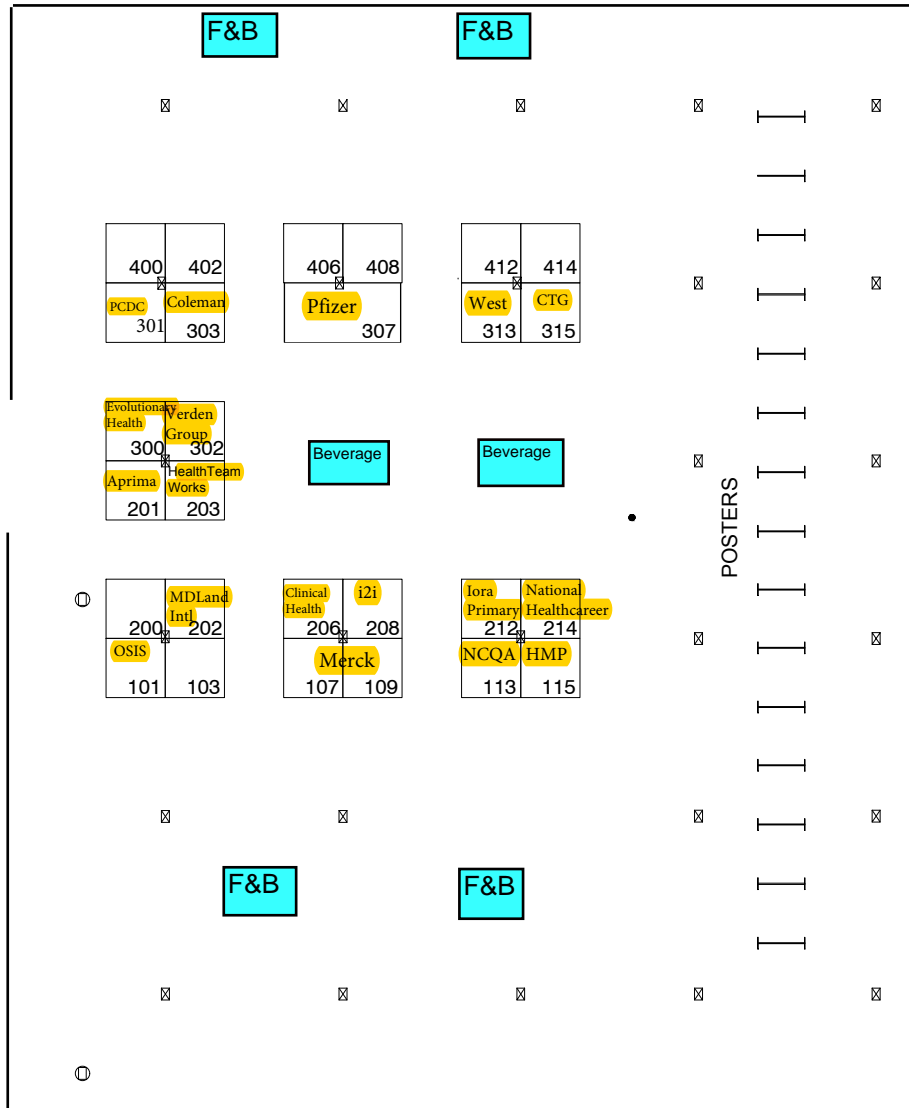 F&B
F&B
400
402
406
408
412
414
PCDC
301
Coleman
303
Pfizer
307
West
313
CTG
315
Evolutionary
Health
300
Verden
Group
302
Aprima
201
HealthTeam
Works
203
Beverage
Beverage
POSTERS
200
MDLand
Intl
202
Clinical
Health
206
i2i
208
Iora
Primary
212
National
Healthcareer
214
OSIS
101
103
Merck
107
109
NCQA
113
HMP
115
F&B
F&B